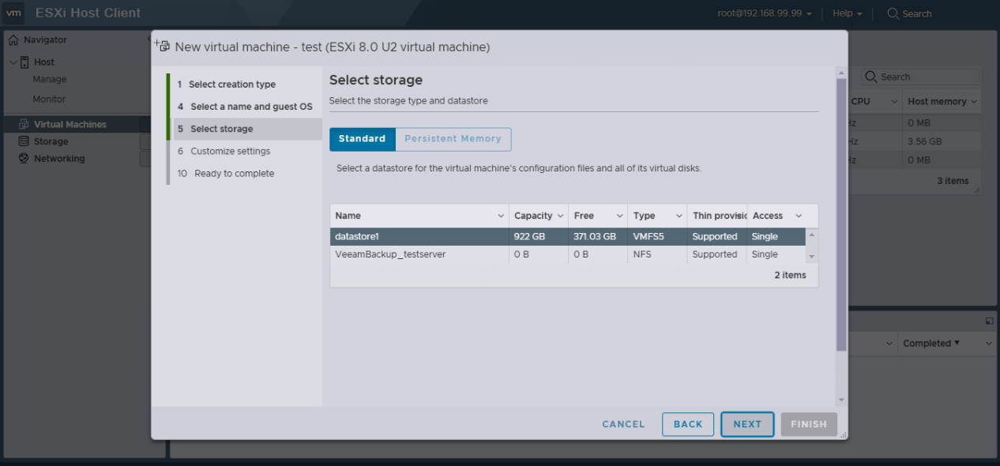 vm ESXi Host Client
root@192.168.99.99 Help Search
Navigator
Host
Manage
Monitor
Virtual Machines
Storage
Networking
New virtual machine - test (ESXi 8.0 U2 virtual machine)
1 Select creation type
4 Select a name and guest OS
5 Select storage
6 Customize settings
10 Ready to complete
Select storage
Select the storage type and datastore
Standard Persistent Memory
Select a datastore for the virtual machine's configuration files and all of its virtual disks.
Name Capacity Free Type Thin provisic Access
datastore1 922 GB 371.03 GB VMFS5 Supported Single
VeeamBackup_testserver 0 B 0 B NFS Supported Single
2 items
CANCEL BACK NEXT FINISH
Search
CPU Host memory
Hz 0 MB
Hz 3.56 GB
Hz 0 MB
3 items
Completed